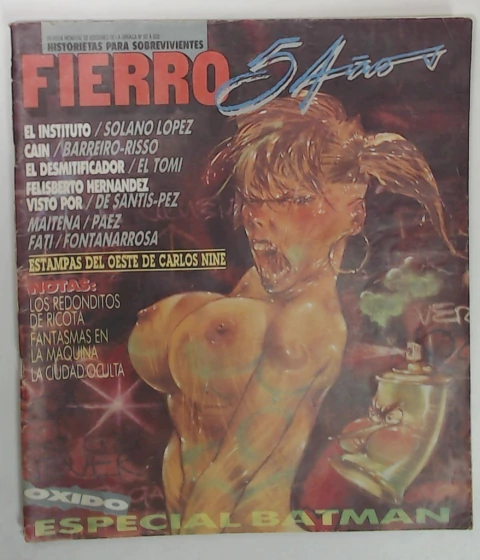 HISTORIETAS PARA SOBREVIVIENTES
FIERRO
5 Años
EL INSTITUTO / SOLANO LOPEZ
CAIN / BARREIRO-RISSO
EL DESMITIFICADOR / EL TOMI
FELISBERTO HERNANDEZ
VISTO POR / DE SANTIS-PEZ
MAITENA / PAEZ
FATI / FONTANARROSA
ESTAMPAS DEL OESTE DE CARLOS NINE
NOTAS:
LOS REDONDITOS
DE RICOTA
FANTASMAS EN
LA MAQUINA
LA CIUDAD OCULTA
OXIDO
ESPECIAL BATMAN